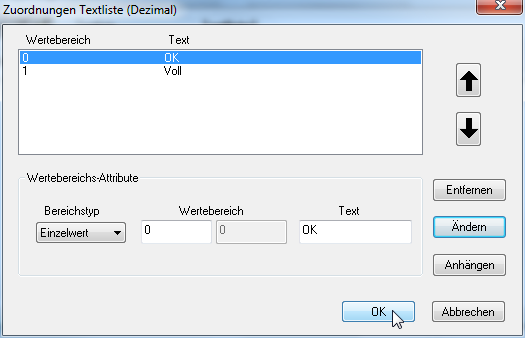 Zuordnungen Textliste (Dezimal)
Wertebereich Text
0 OK
1 Voll
Wertebereichs-Attribute
Bereichstyp Wertebereich Text
Einzelwert 0 0 OK
Entfernen
Ändern
Anhängen
OK Abbrechen